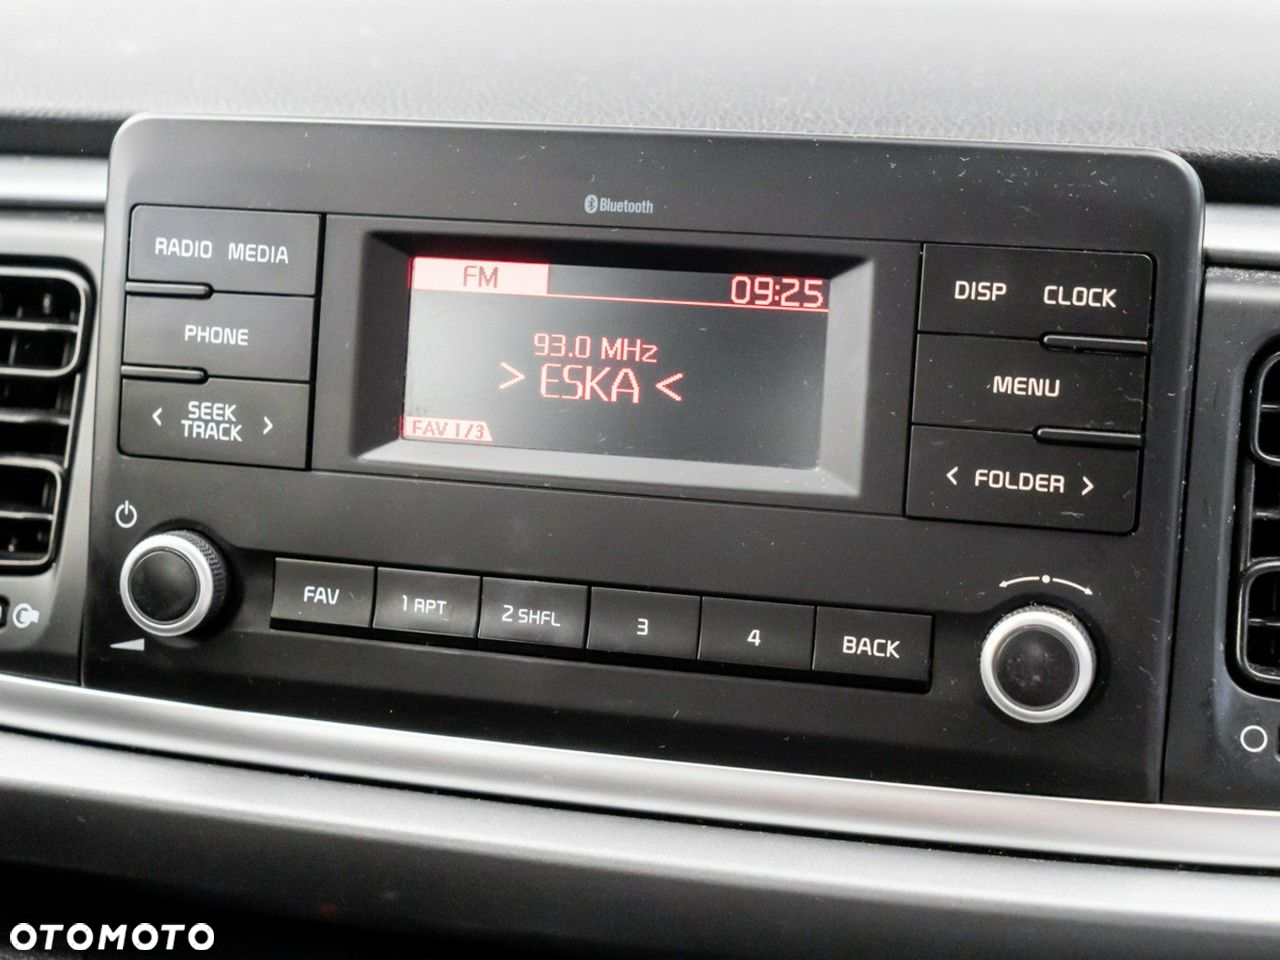 Bluetooth
RADIO MEDIA
PHONE
< SEEK TRACK >
FM
09:25
93.0 MHz
> ESKA <
FAV 1/3
DISP CLOCK
MENU
< FOLDER >
FAV
1 RPT
2 SHFL
3
4
BACK
OTOMOTO